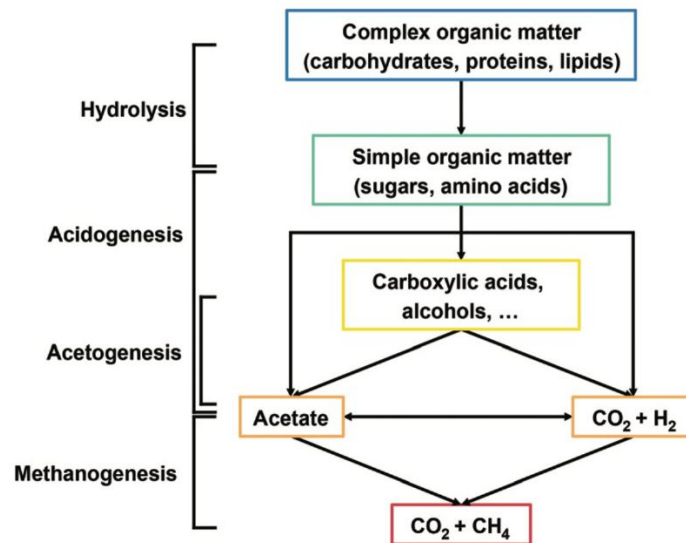 Complex organic matter
(carbohydrates, proteins, lipids)
Hydrolysis
Simple organic matter
(sugars, amino acids)
Acidogenesis
Carboxylic acids,
alcohols, ...
Acetogenesis
Acetate
CO₂ + H₂
Methanogenesis
CO₂ + CH₄